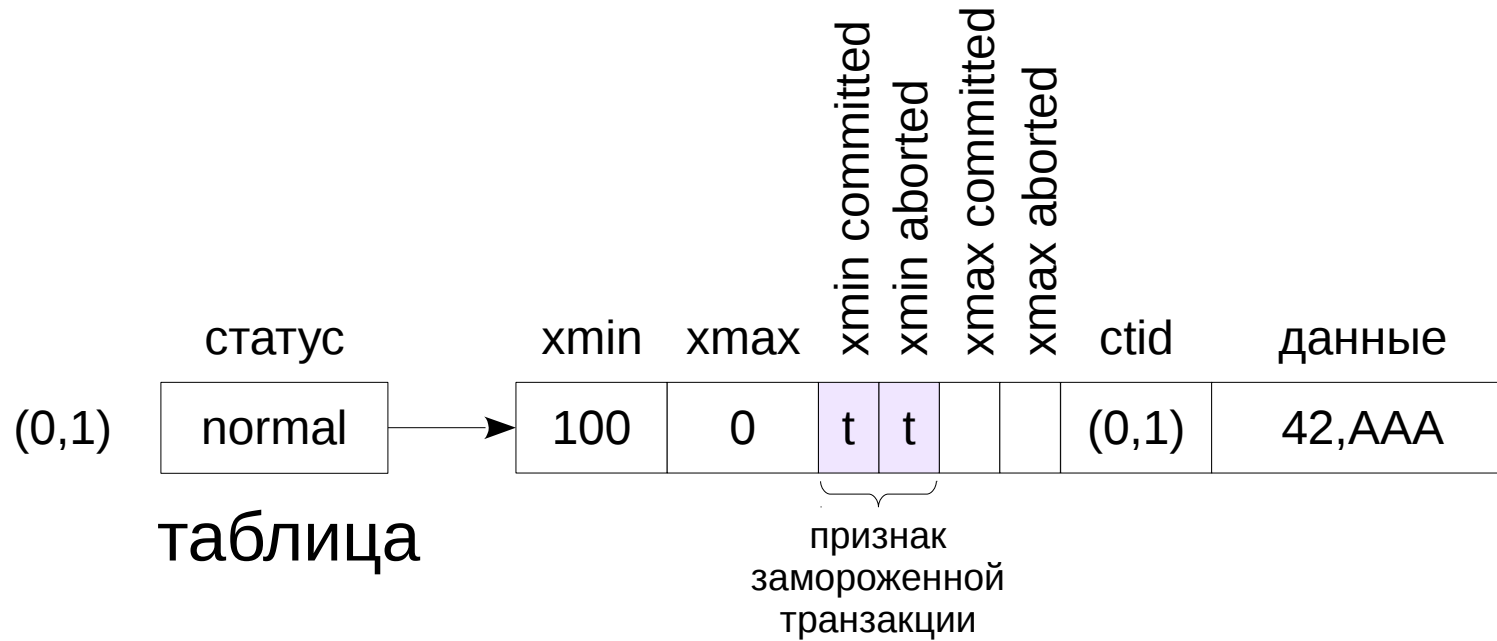 xmin committed
xmin aborted
xmax committed
xmax aborted
статус xmin xmax ctid данные
(0,1) normal 100 0 t t (0,1) 42,AAA
таблица
признак
замороженной
транзакции